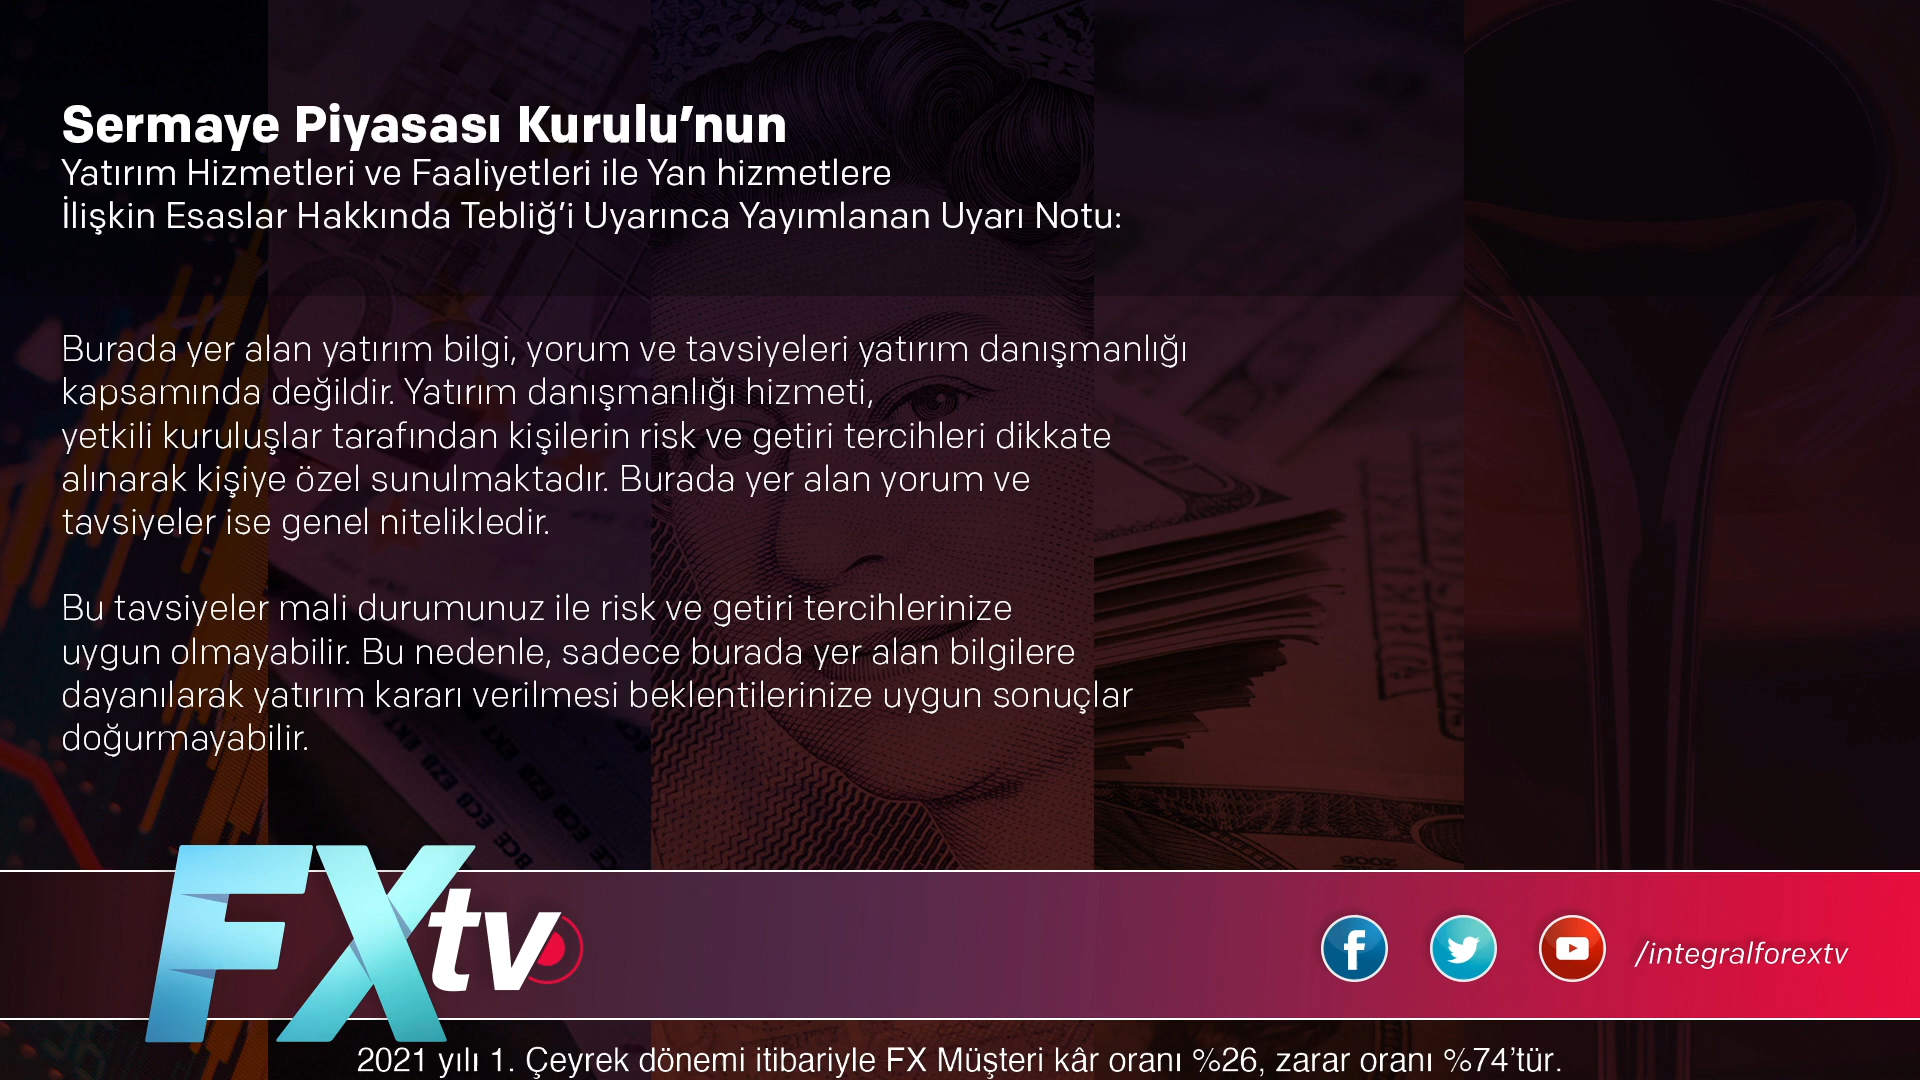 Sermaye Piyasası Kurulu’nun
Yatırım Hizmetleri ve Faaliyetleri ile Yan hizmetlere
İlişkin Esaslar Hakkında Tebliğ’i Uyarınca Yayımlanan Uyarı Notu:
Burada yer alan yatırım bilgi, yorum ve tavsiyeleri yatırım danışmanlığı
kapsamında değildir. Yatırım danışmanlığı hizmeti,
yetkili kuruluşlar tarafından kişilerin risk ve getiri tercihleri dikkate
alınarak kişiye özel sunulmaktadır. Burada yer alan yorum ve
tavsiyeler ise genel nitelikledir.
Bu tavsiyeler mali durumunuz ile risk ve getiri tercihlerinize
uygun olmayabilir. Bu nedenle, sadece burada yer alan bilgilere
dayanılarak yatırım kararı verilmesi beklentilerinize uygun sonuçlar
doğurmayabilir.
BCE ECB EZB EKT
FXtv
/integralforextv
2021 yılı 1. Çeyrek dönemi itibariyle FX Müşteri kâr oranı %26, zarar oranı %74’tür.